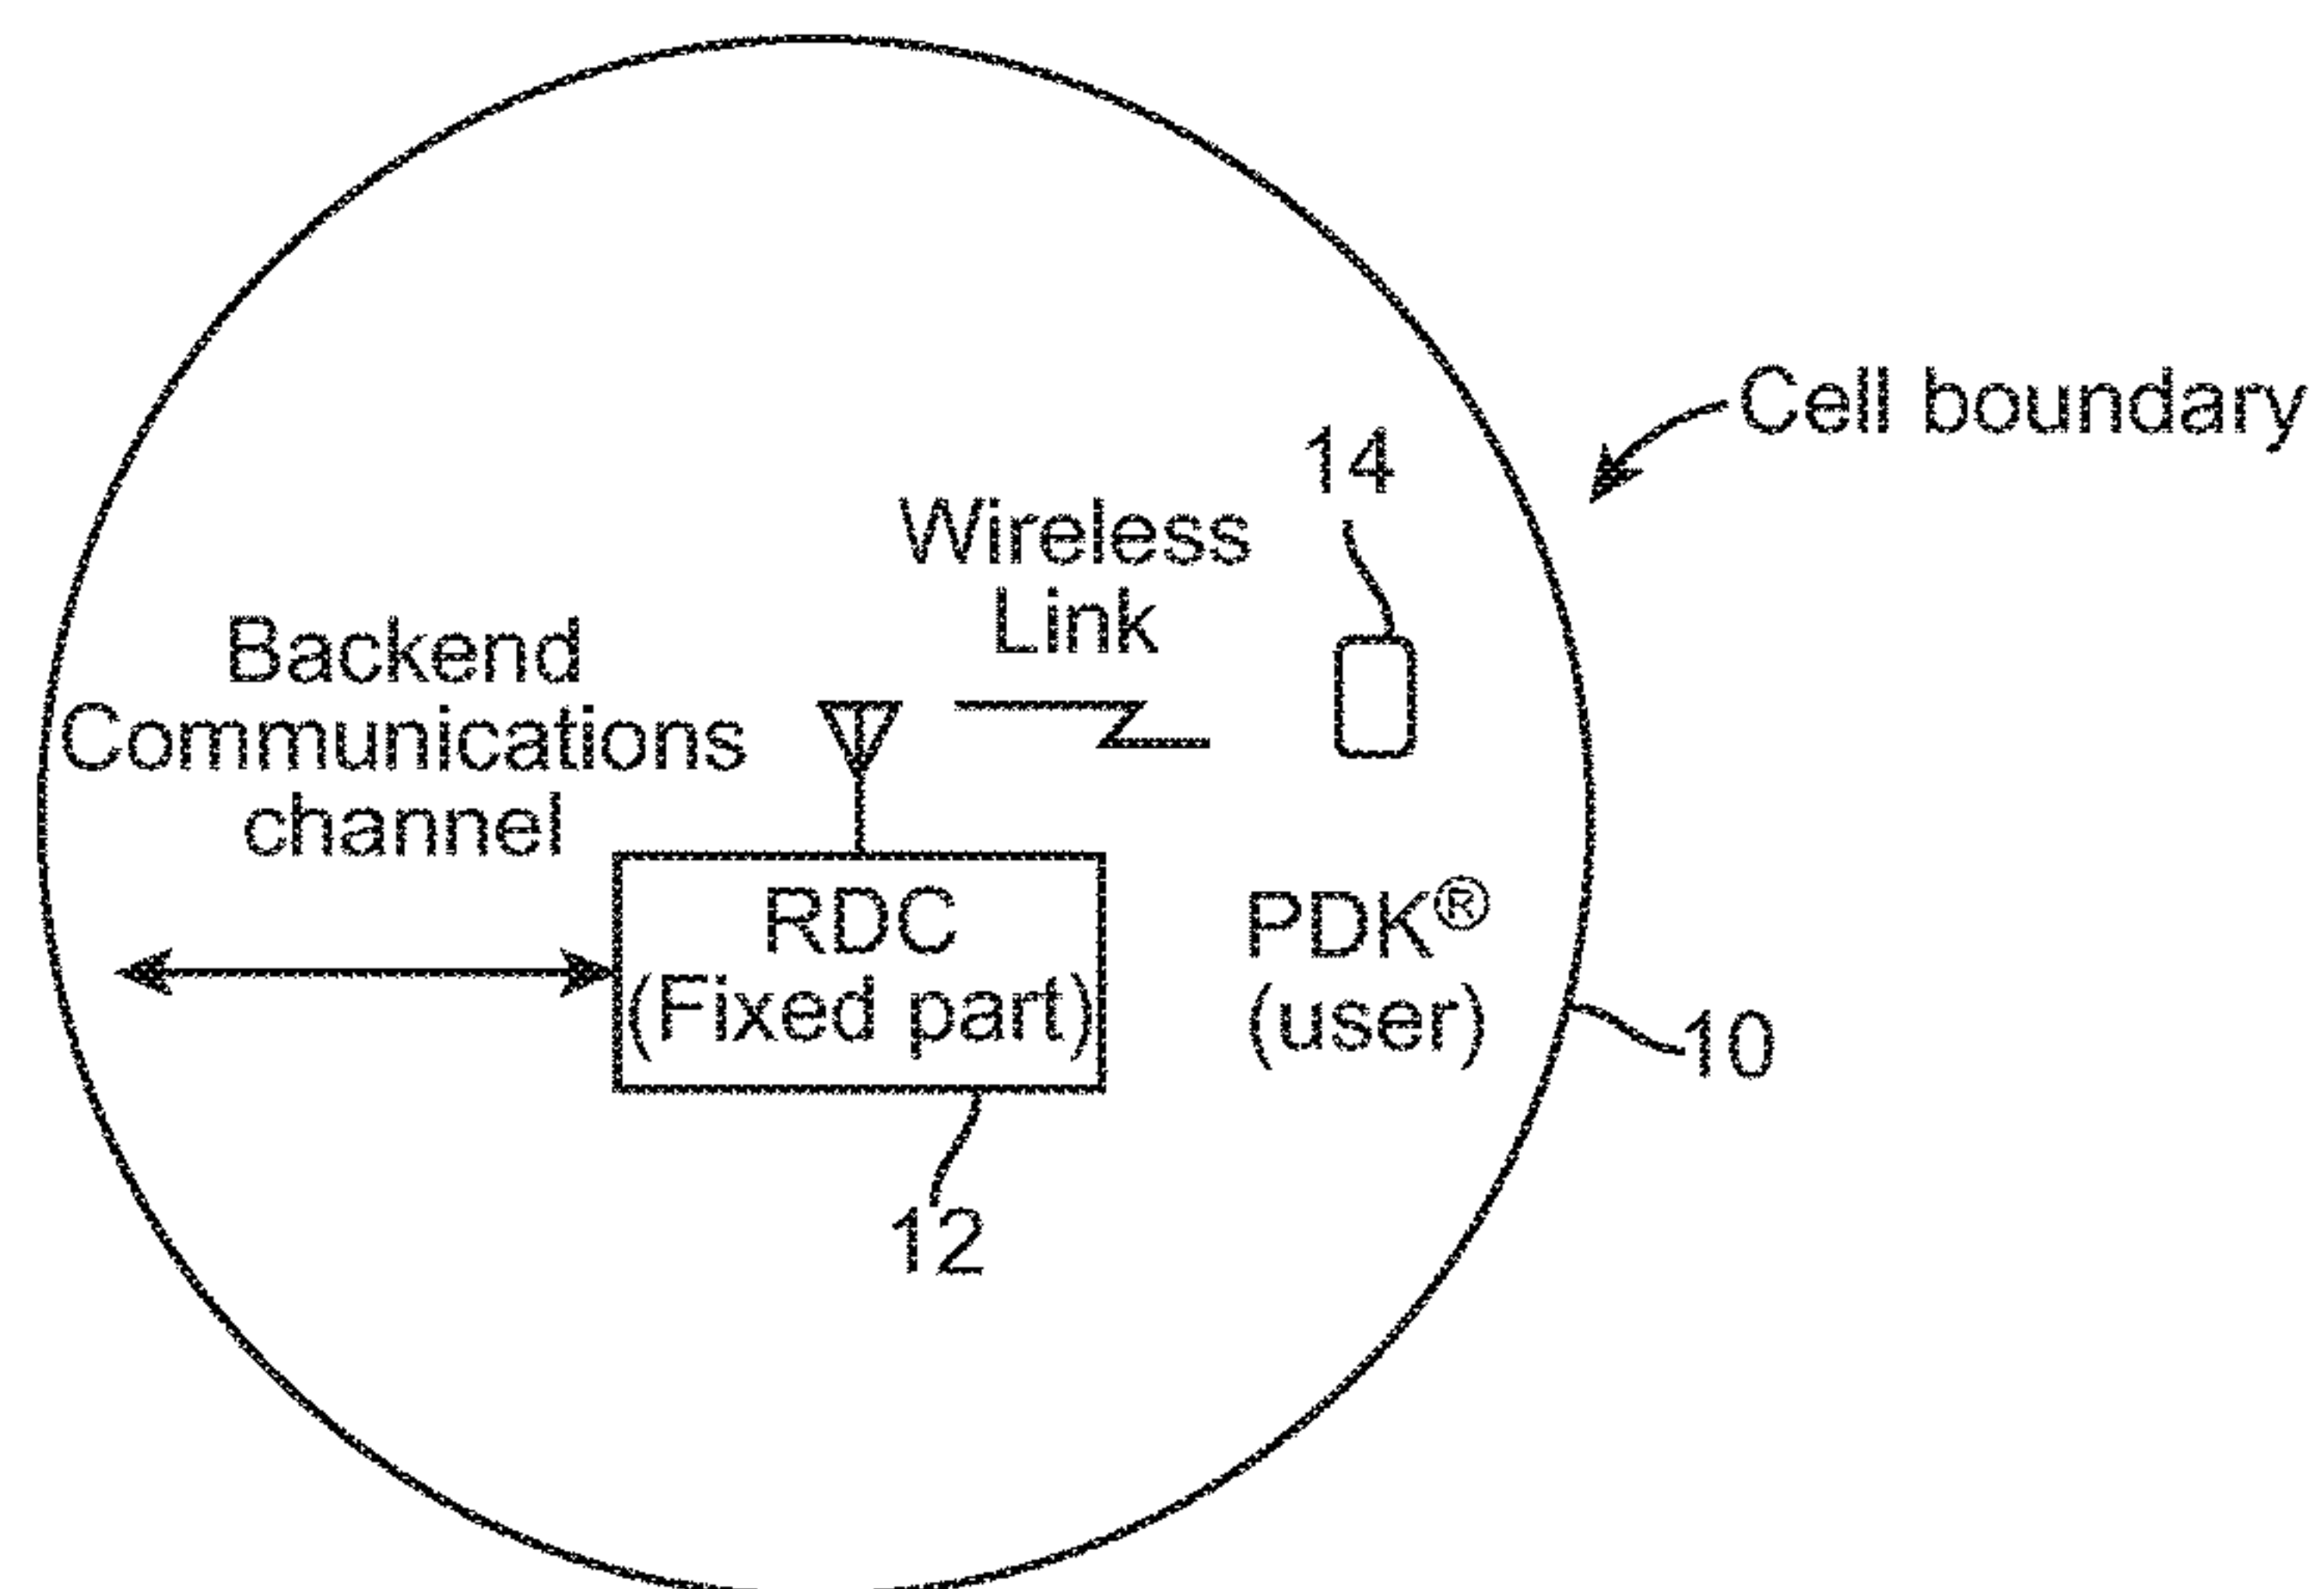 Cell boundary
14
Wireless
Link
Backend
Communications
channel
RDC
(Fixed part)
PDK®
(user)
10
12